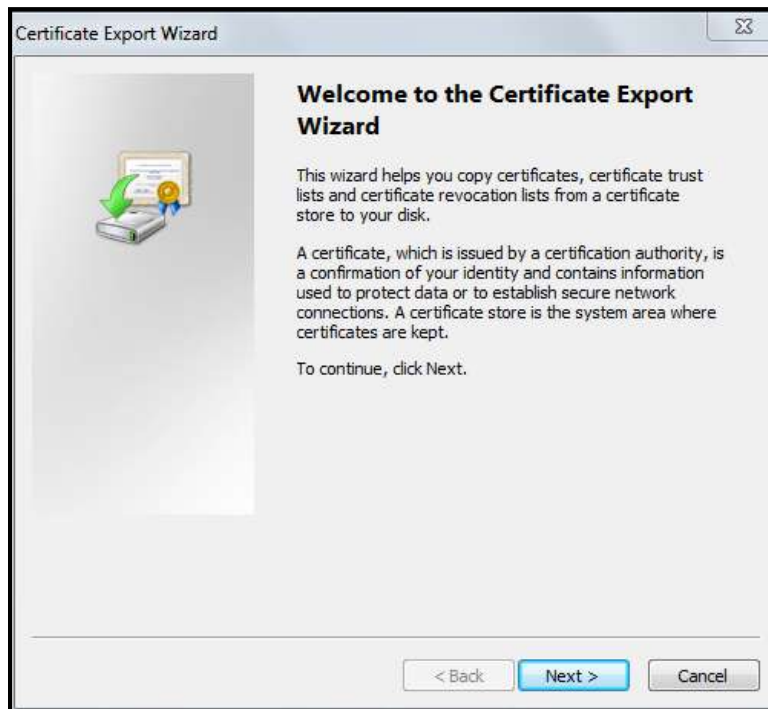 Certificate Export Wizard
Welcome to the Certificate Export
Wizard
This wizard helps you copy certificates, certificate trust
lists and certificate revocation lists from a certificate
store to your disk.
A certificate, which is issued by a certification authority, is
a confirmation of your identity and contains information
used to protect data or to establish secure network
connections. A certificate store is the system area where
certificates are kept.
To continue, click Next.
< Back
Next >
Cancel